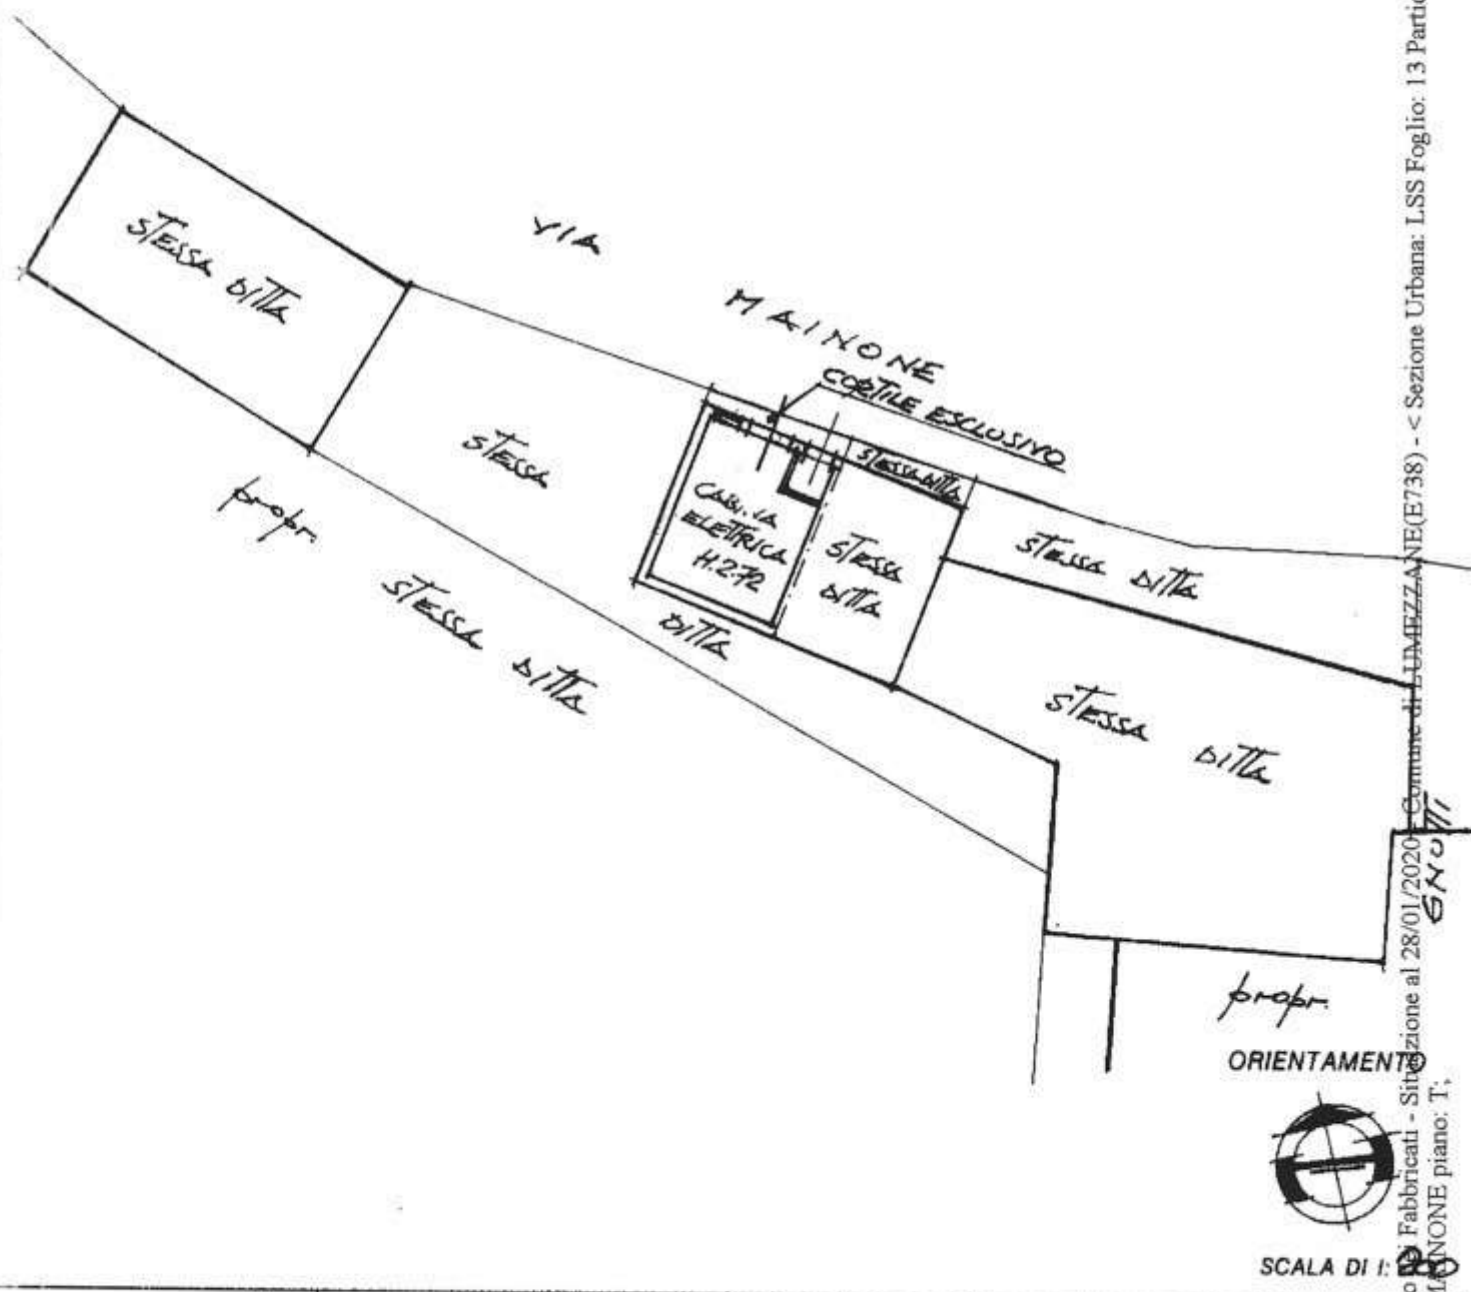 VIA
MAINONE
CORTILE ESCLUSIVO
STESSA DITTA
STESSA
DITTA
CABINA
ELETTRICA
H.2.72
STESSA DITTA
STESSA
DITTA
STESSA DITTA
STESSA DITTA
propr.
STESSA DITTA
propr.
GNUTTI
ORIENTAMENTO
SCALA DI I:
Fabbricati - Situazione al 28/01/2020 - Comune di LUMEZZANE(E738) - < Sezione Urbana: LSS Foglio: 13 Partic
piano: T;